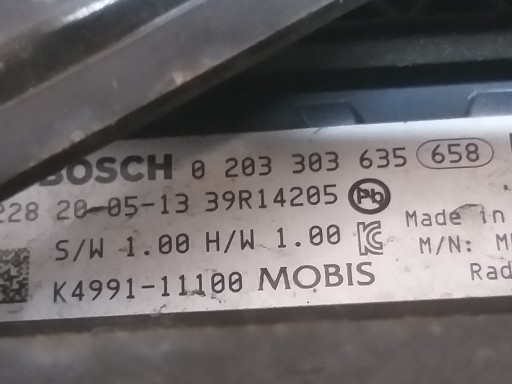 BOSCH 0 203 303 635 658
228 20-05-13 39R14205 Pb
S/W 1.00 H/W 1.00
Made in
M/N:
K4991-11100 MOBIS